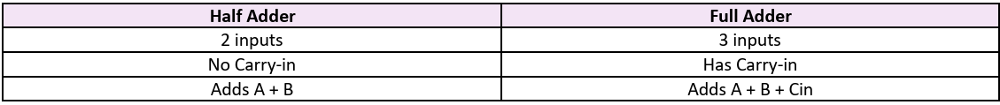 Half Adder Full Adder
2 inputs 3 inputs
No Carry-in Has Carry-in
Adds A + B Adds A + B + Cin